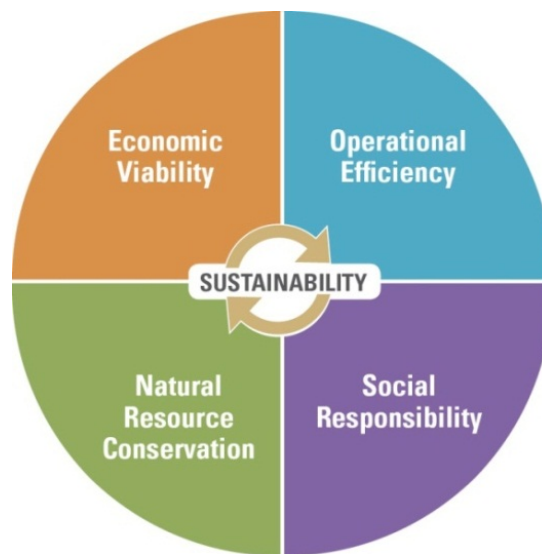 Economic
Viability
Operational
Efficiency
SUSTAINABILITY
Natural
Resource
Conservation
Social
Responsibility